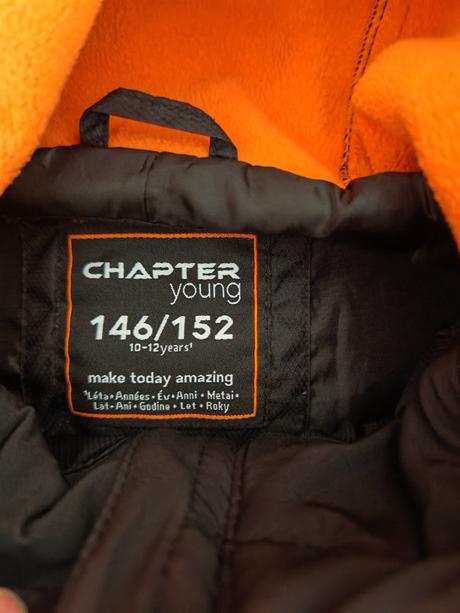 CHAPTER
young
146/152
10-12years¹
make today amazing
¹Léta•Années•Év•Anni•Metai•
Lat•Ani•Godine•Let•Roky